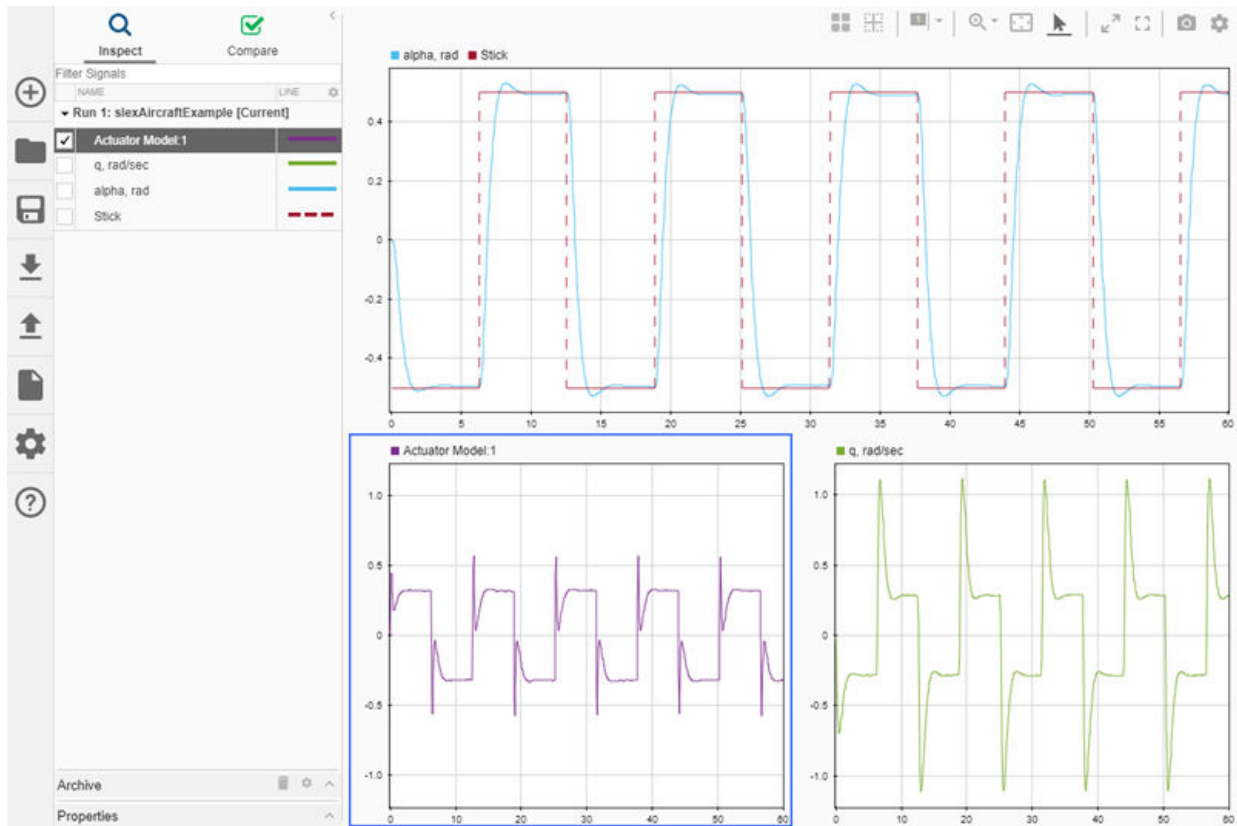 Inspect Compare
Filter Signals
NAME LINE
Run 1: slexAircraftExample [Current]
Actuator Model:1
q, rad/sec
alpha, rad
Stick
Archive
Properties
1
alpha, rad Stick
0.4
0.2
0
-0.2
-0.4
0 5 10 15 20 25 30 35 40 45 50 55 60
Actuator Model:1
1.0
0.5
0
-0.5
-1.0
0 10 20 30 40 50 60
q, rad/sec
1.0
0.5
0
-0.5
-1.0
0 10 20 30 40 50 60